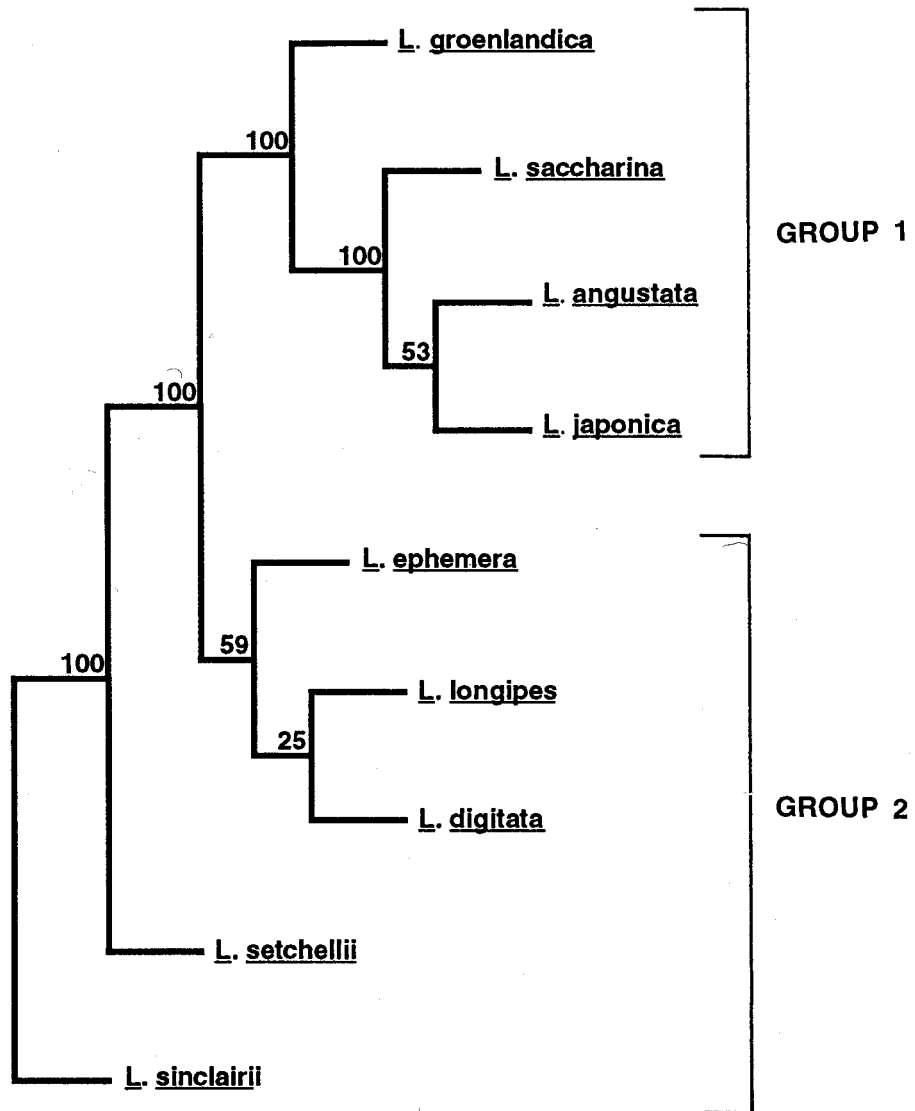 L. groenlandica
100
L. saccharina
GROUP 1
100
L. angustata
53
L. japonica
100
L. ephemera
59
100
L. longipes
25
GROUP 2
L. digitata
L. setchellii
L. sinclairii